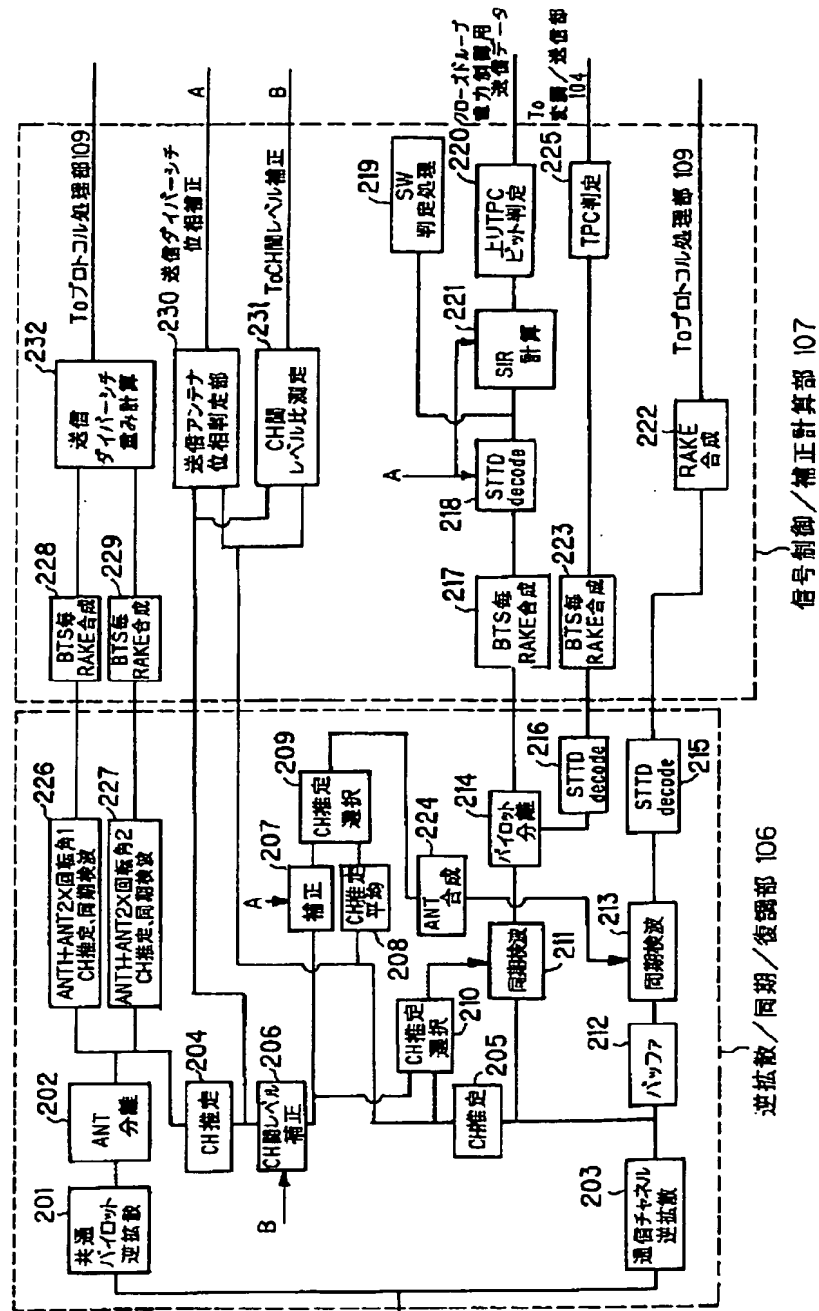 232
Toプロトコル処理部109
送信
ダイバーシチ
重み計算
230
送信ダイバーシチ
位相補正
A
送信アンテナ
位相判定部
231
ToCH間レベル補正
B
CH間
レベル比測定
228
BTS毎
RAKE合成
229
BTS毎
RAKE合成
226
ANT1+ANT2×回転角1
CH推定,同期検波
227
ANT1+ANT2×回転角2
CH推定,同期検波
201
共通
パイロット
逆拡散
202
ANT
分離
204
CH推定
206
CH間レベル
補正
B
207
A
補正
208
CH推定
平均
209
CH推定
選択
210
CH推定
選択
205
CH推定
224
ANT
合成
211
同期検波
214
パイロット
分離
216
STTD
decode
203
通信チャネル
逆拡散
212
バッファ
213
同期検波
215
STTD
decode
217
BTS毎
RAKE合成
223
BTS毎
RAKE合成
A
218
STTD
decode
219
SW
判定処理
221
SIR
計算
220
上りTPC
ビット判定
クローズドループ
電力制御用
送信データ
225
TPC判定
To
変調/送信部
104
222
RAKE
合成
Toプロトコル処理部 109
逆拡散/同期/復調部 106
信号制御/補正計算部 107